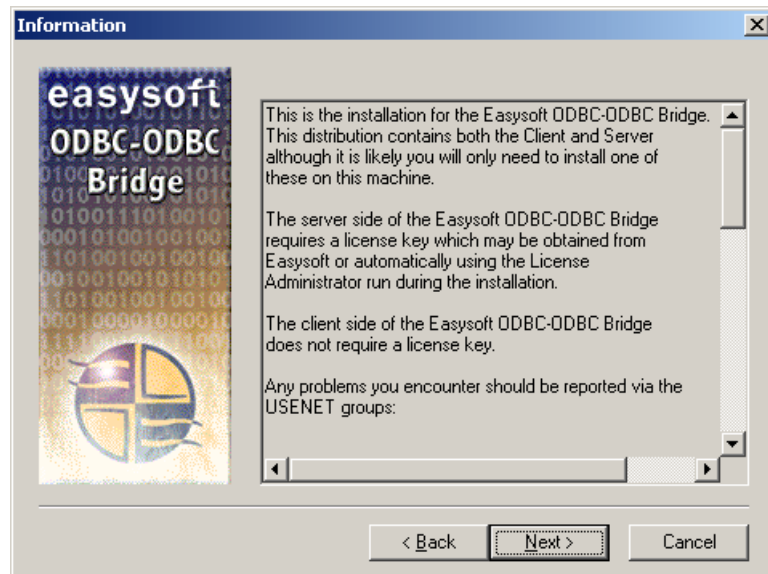 Information
easysoft
ODBC-ODBC
Bridge
This is the installation for the Easysoft ODBC-ODBC Bridge.
This distribution contains both the Client and Server
although it is likely you will only need to install one of
these on this machine.
The server side of the Easysoft ODBC-ODBC Bridge
requires a license key which may be obtained from
Easysoft or automatically using the License
Administrator run during the installation.
The client side of the Easysoft ODBC-ODBC Bridge
does not require a license key.
Any problems you encounter should be reported via the
USENET groups:
< Back Next > Cancel